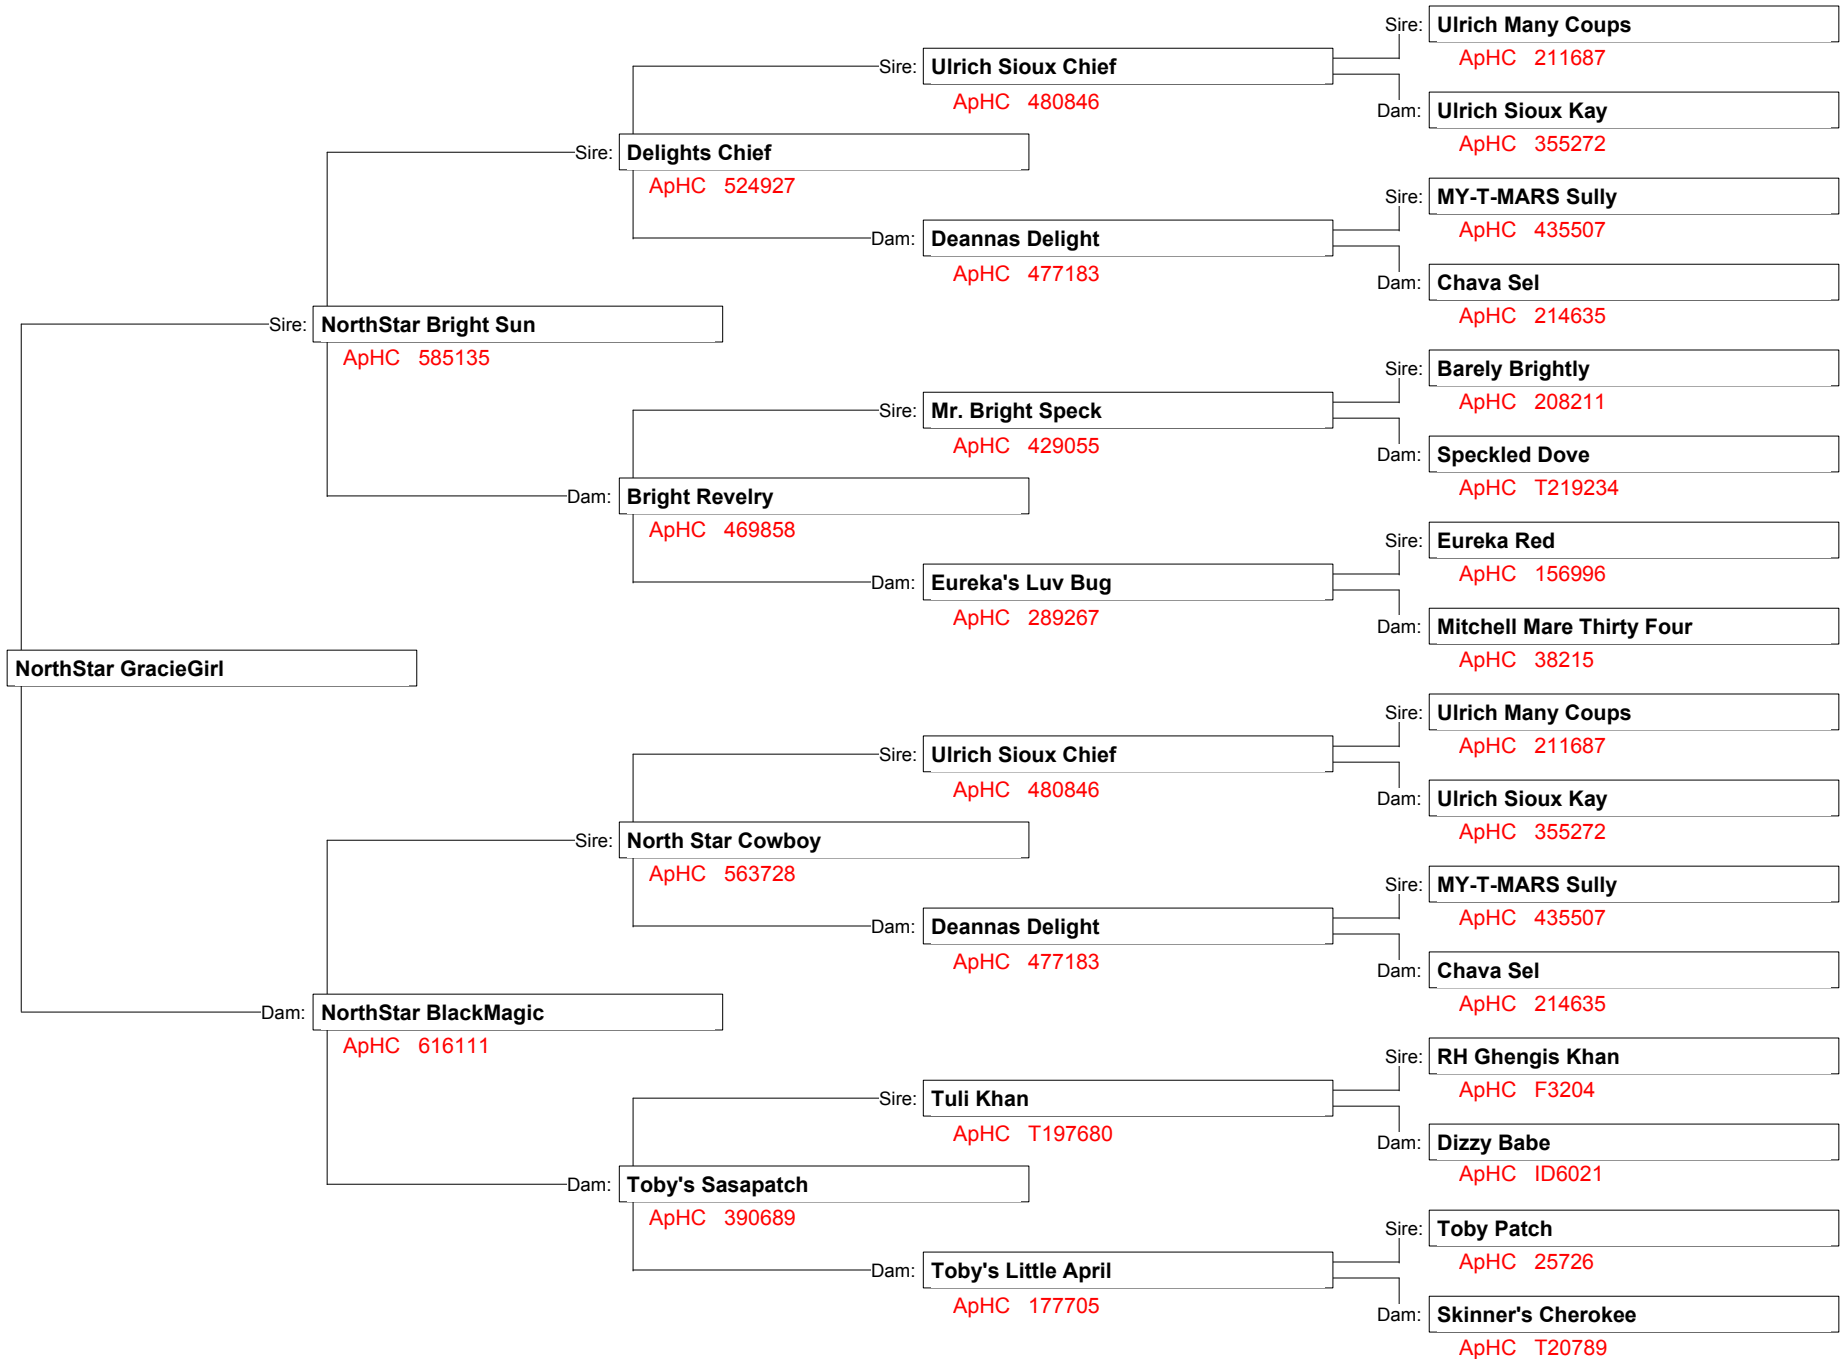 Sire: Ulrich Many Coups
ApHC 211687
Sire: Ulrich Sioux Chief
ApHC 480846
Dam: Ulrich Sioux Kay
ApHC 355272
Sire: Delights Chief
ApHC 524927
Sire: MY-T-MARS Sully
ApHC 435507
Dam: Deannas Delight
ApHC 477183
Dam: Chava Sel
ApHC 214635
Sire: NorthStar Bright Sun
ApHC 585135
Sire: Barely Brightly
ApHC 208211
Sire: Mr. Bright Speck
ApHC 429055
Dam: Speckled Dove
ApHC T219234
Dam: Bright Revelry
ApHC 469858
Sire: Eureka Red
ApHC 156996
Dam: Eureka's Luv Bug
ApHC 289267
Dam: Mitchell Mare Thirty Four
ApHC 38215
NorthStar GracieGirl
Sire: Ulrich Many Coups
ApHC 211687
Sire: Ulrich Sioux Chief
ApHC 480846
Dam: Ulrich Sioux Kay
ApHC 355272
Sire: North Star Cowboy
ApHC 563728
Sire: MY-T-MARS Sully
ApHC 435507
Dam: Deannas Delight
ApHC 477183
Dam: Chava Sel
ApHC 214635
Dam: NorthStar BlackMagic
ApHC 616111
Sire: RH Ghengis Khan
ApHC F3204
Sire: Tuli Khan
ApHC T197680
Dam: Dizzy Babe
ApHC ID6021
Dam: Toby's Sasapatch
ApHC 390689
Sire: Toby Patch
ApHC 25726
Dam: Toby's Little April
ApHC 177705
Dam: Skinner's Cherokee
ApHC T20789